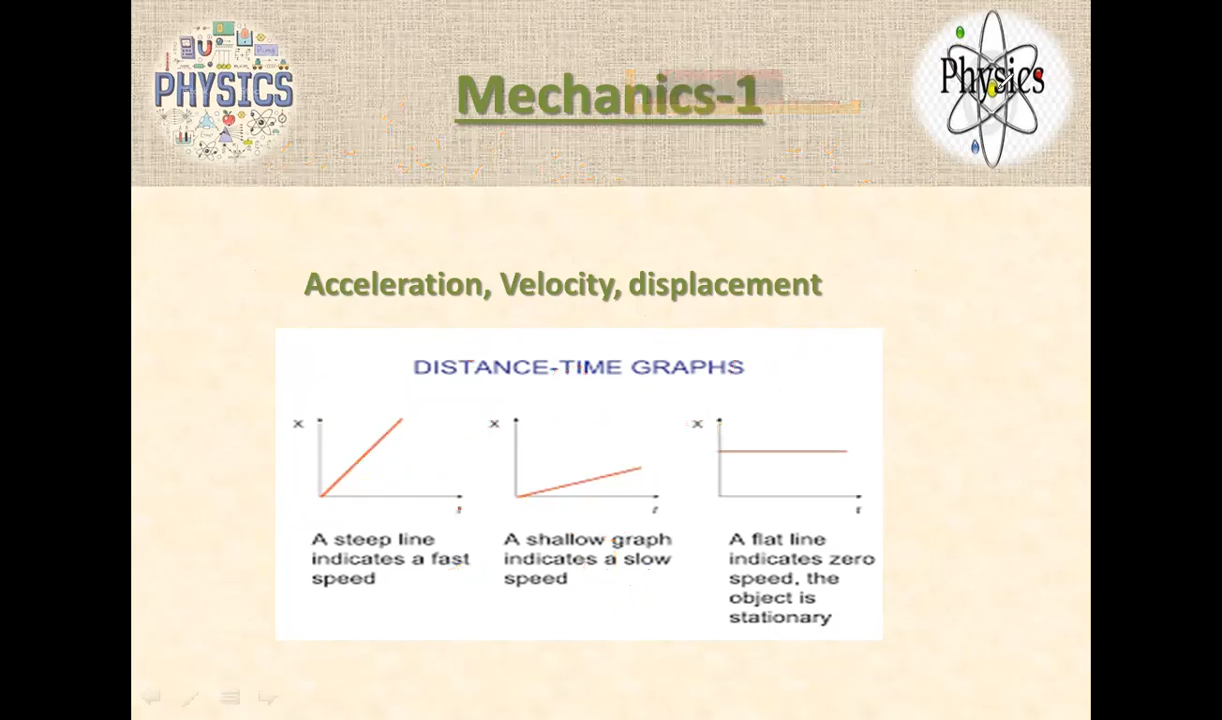 PHYSICS
Mechanics-1
Physics
Acceleration, Velocity, displacement
DISTANCE-TIME GRAPHS
x
t
A steep line
indicates a fast
speed
x
t
A shallow graph
indicates a slow
speed
x
t
A flat line
indicates zero
speed, the
object is
stationary